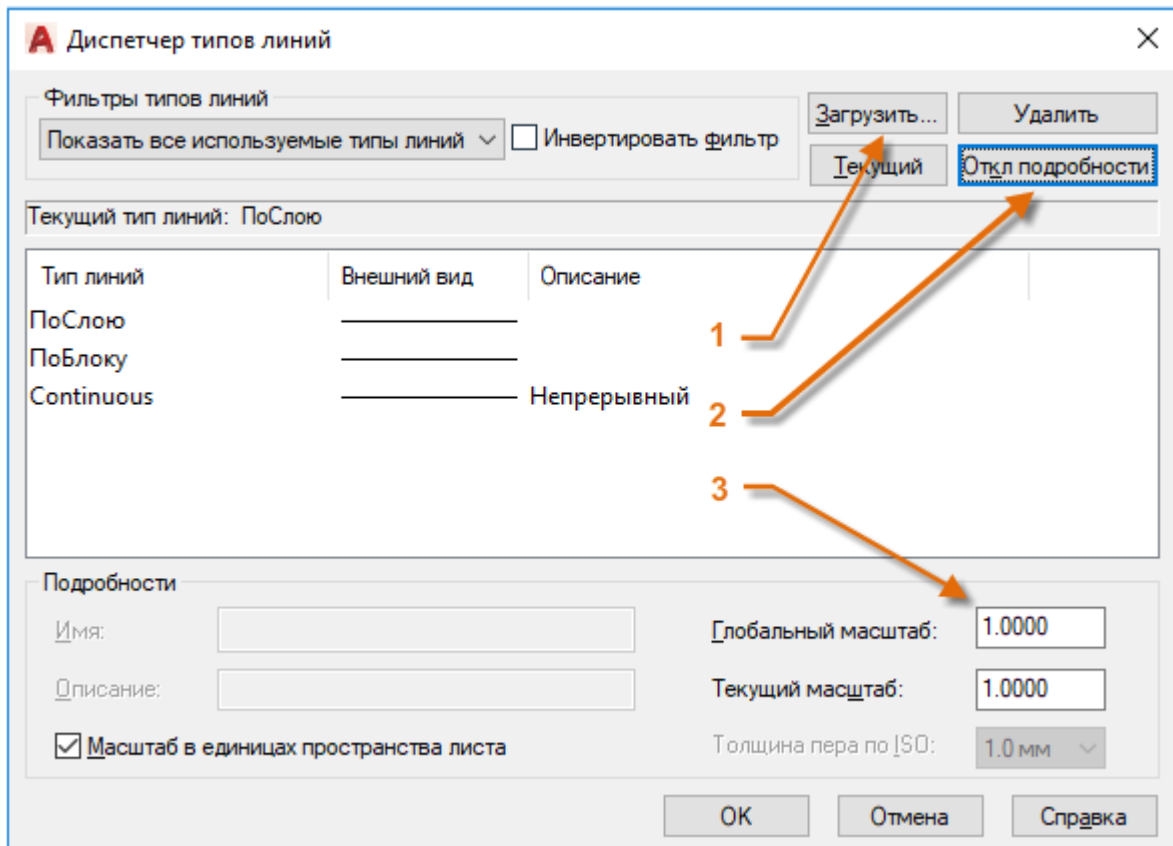 Диспетчер типов линий
Фильтры типов линий
Показать все используемые типы линий
Инвертировать фильтр
Загрузить...
Удалить
Текущий
Откл подробности
Текущий тип линий: ПоСлою
Тип линий Внешний вид Описание
ПоСлою
ПоБлоку
Continuous Непрерывный
1
2
3
Подробности
Имя:
Глобальный масштаб: 1.0000
Описание:
Текущий масштаб: 1.0000
Масштаб в единицах пространства листа
Толщина пера по ISO: 1.0 мм
OK Отмена Справка